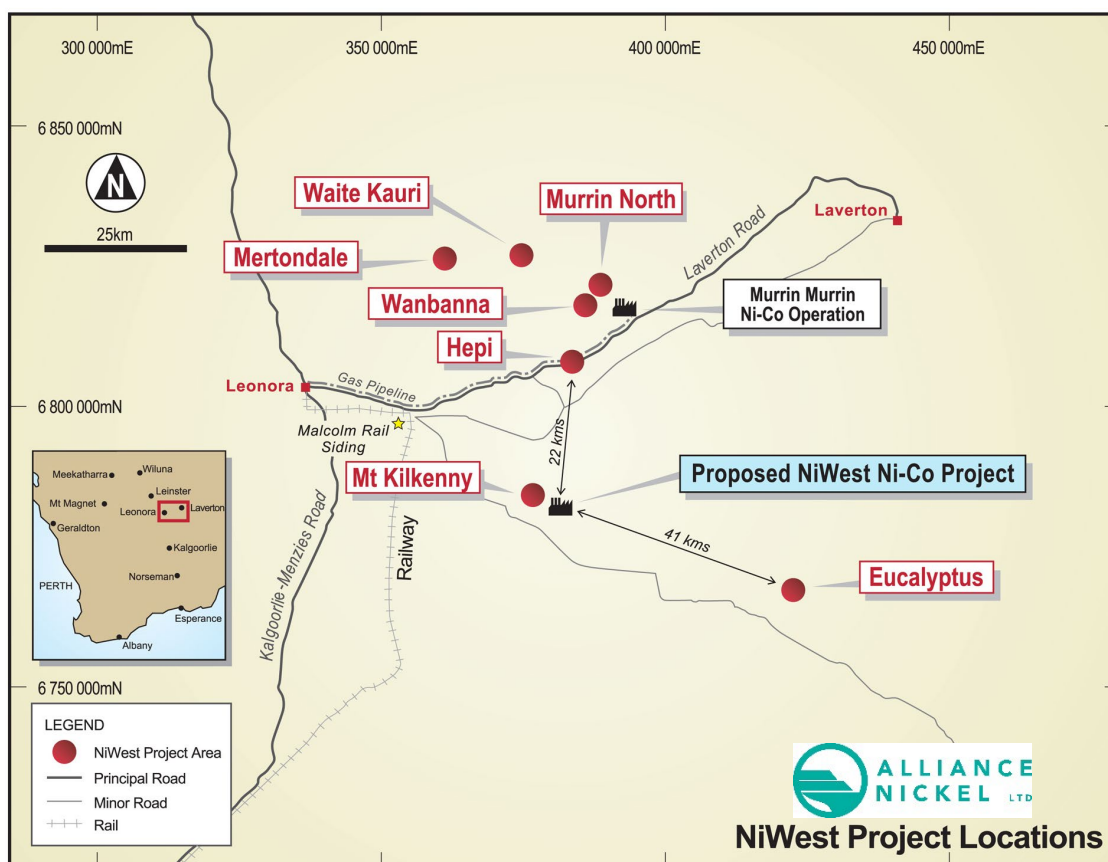 300 000mE
350 000mE
400 000mE
450 000mE
6 850 000mN
N
25km
Waite Kauri
Murrin North
Laverton
Mertondale
Laverton Road
Wanbanna
Murrin Murrin
Ni-Co Operation
Hepi
Gas Pipeline
Leonora
6 800 000mN
Malcolm Rail
Siding
22 kms
Mt Kilkenny
Proposed NiWest Ni-Co Project
Kalgoorlie-Menzies Road
Railway
41 kms
Eucalyptus
Wiluna
Meekatharra
Leinster
Mt Magnet
Leonora
Laverton
Geraldton
Kalgoorlie
PERTH
Norseman
Esperance
Albany
6 750 000mN
LEGEND
NiWest Project Area
Principal Road
Minor Road
Rail
ALLIANCE
NICKEL LTD
NiWest Project Locations